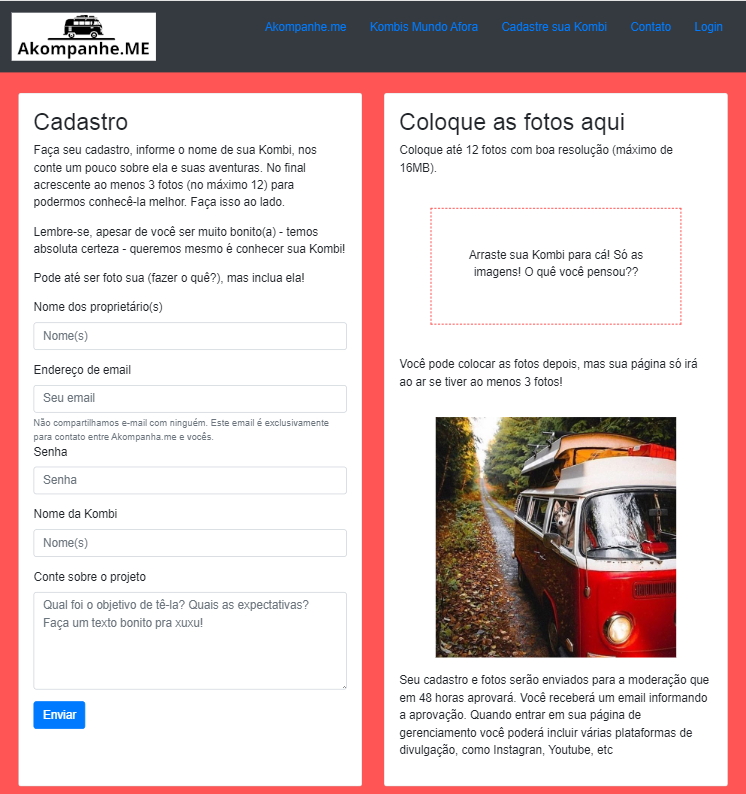 Akompanhe.ME
Akompanhe.me
Kombis Mundo Afora
Cadastre sua Kombi
Contato
Login
Cadastro
Faça seu cadastro, informe o nome de sua Kombi, nos
conte um pouco sobre ela e suas aventuras. No final
acrescente ao menos 3 fotos (no máximo 12) para
podermos conhecê-la melhor. Faça isso ao lado.
Lembre-se, apesar de você ser muito bonito(a) - temos
absoluta certeza - queremos mesmo é conhecer sua Kombi!
Pode até ser foto sua (fazer o quê?), mas inclua ela!
Nome dos proprietário(s)
Nome(s)
Endereço de email
Seu email
Não compartilhamos e-mail com ninguém. Este email é exclusivamente
para contato entre Akompanha.me e vocês.
Senha
Senha
Nome da Kombi
Nome(s)
Conte sobre o projeto
Qual foi o objetivo de tê-la? Quais as expectativas?
Faça um texto bonito pra xuxu!
Enviar
Coloque as fotos aqui
Coloque até 12 fotos com boa resolução (máximo de
16MB).
Arraste sua Kombi para cá! Só as
imagens! O quê você pensou??
Você pode colocar as fotos depois, mas sua página só irá
ao ar se tiver ao menos 3 fotos!
Seu cadastro e fotos serão enviados para a moderação que
em 48 horas aprovará. Você receberá um email informando
a aprovação. Quando entrar em sua página de
gerenciamento você poderá incluir várias plataformas de
divulgação, como Instagran, Youtube, etc